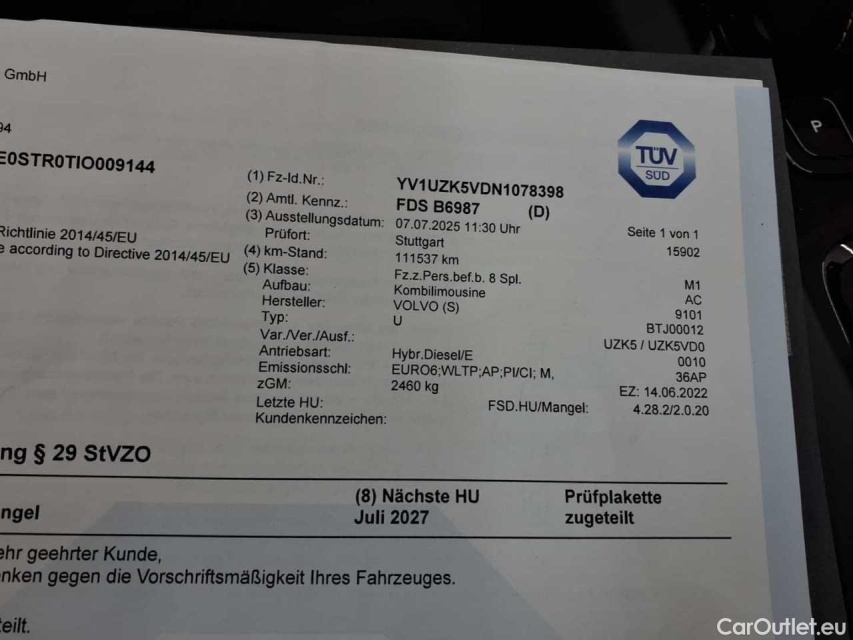 GmbH
P
94
TÜV
SÜD
E0STR0TIO009144
(1) Fz-Id.Nr.: YV1UZK5VDN1078398
(2) Amtl. Kennz.: FDS B6987 (D)
(3) Ausstellungsdatum: 07.07.2025 11:30 Uhr Seite 1 von 1
Richtlinie 2014/45/EU Prüfort: Stuttgart 15902
e according to Directive 2014/45/EU (4) km-Stand: 111537 km
(5) Klasse: Fz.z.Pers.bef.b. 8 Spl. M1
Aufbau: Kombilimousine AC
Hersteller: VOLVO (S) 9101
Typ: U BTJ00012
Var./Ver./Ausf.: UZK5 / UZK5VD0
Antriebsart: Hybr.Diesel/E 0010
Emissionsschl: EURO6;WLTP;AP;PI/CI; M, 36AP
zGM: 2460 kg EZ: 14.06.2022
Letzte HU: FSD.HU/Mangel: 4.28.2/2.0.20
Kundenkennzeichen:
ng § 29 StVZO
(8) Nächste HU Prüfplakette
ngel Juli 2027 zugeteilt
ehr geehrter Kunde,
nken gegen die Vorschriftsmäßigkeit Ihres Fahrzeuges.
teilt.
CarOutlet.eu